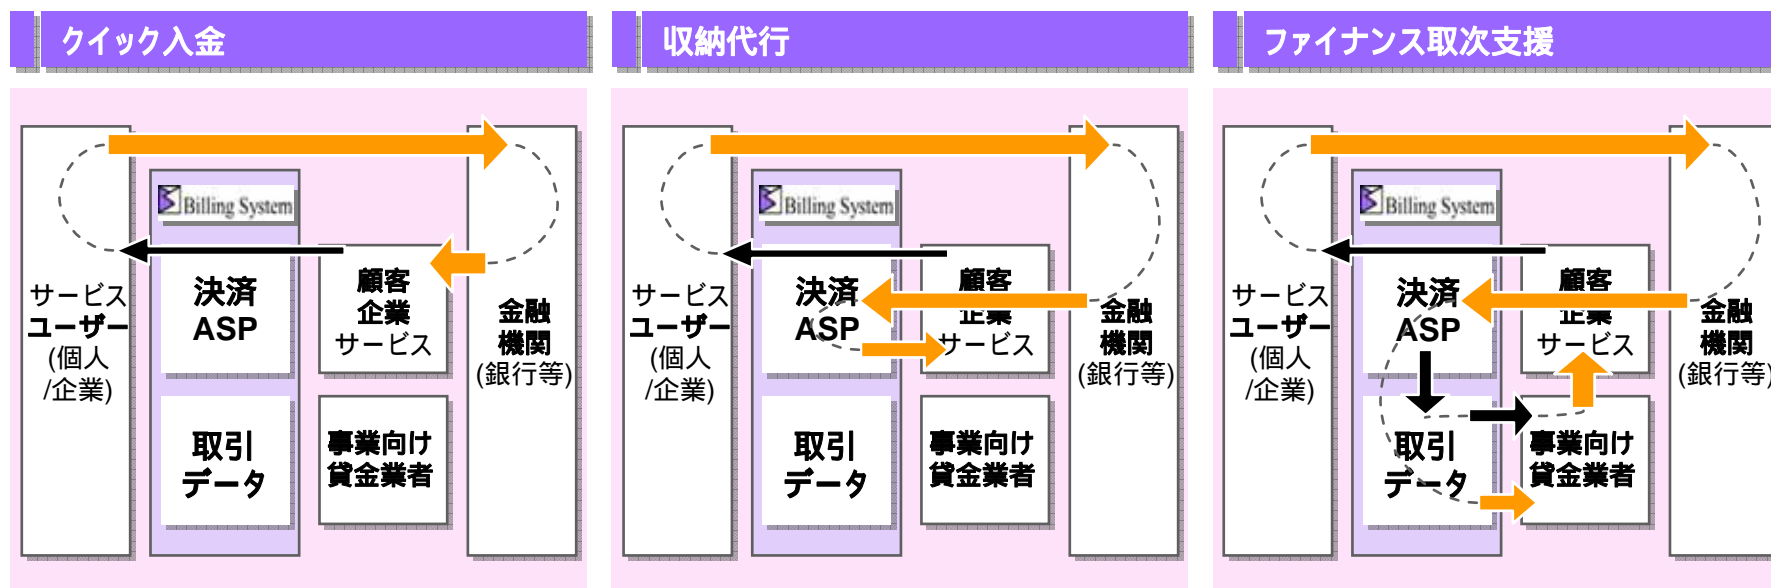 クイック入金
Billing System
サービス
ユーザー
(個人
/企業)
決済
ASP
顧客
企業
サービス
金融
機関
(銀行等)
取引
データ
事業向け
貸金業者
収納代行
Billing System
サービス
ユーザー
(個人
/企業)
決済
ASP
顧客
企業
サービス
金融
機関
(銀行等)
取引
データ
事業向け
貸金業者
ファイナンス取次支援
Billing System
サービス
ユーザー
(個人
/企業)
決済
ASP
顧客
企業
サービス
金融
機関
(銀行等)
取引
データ
事業向け
貸金業者